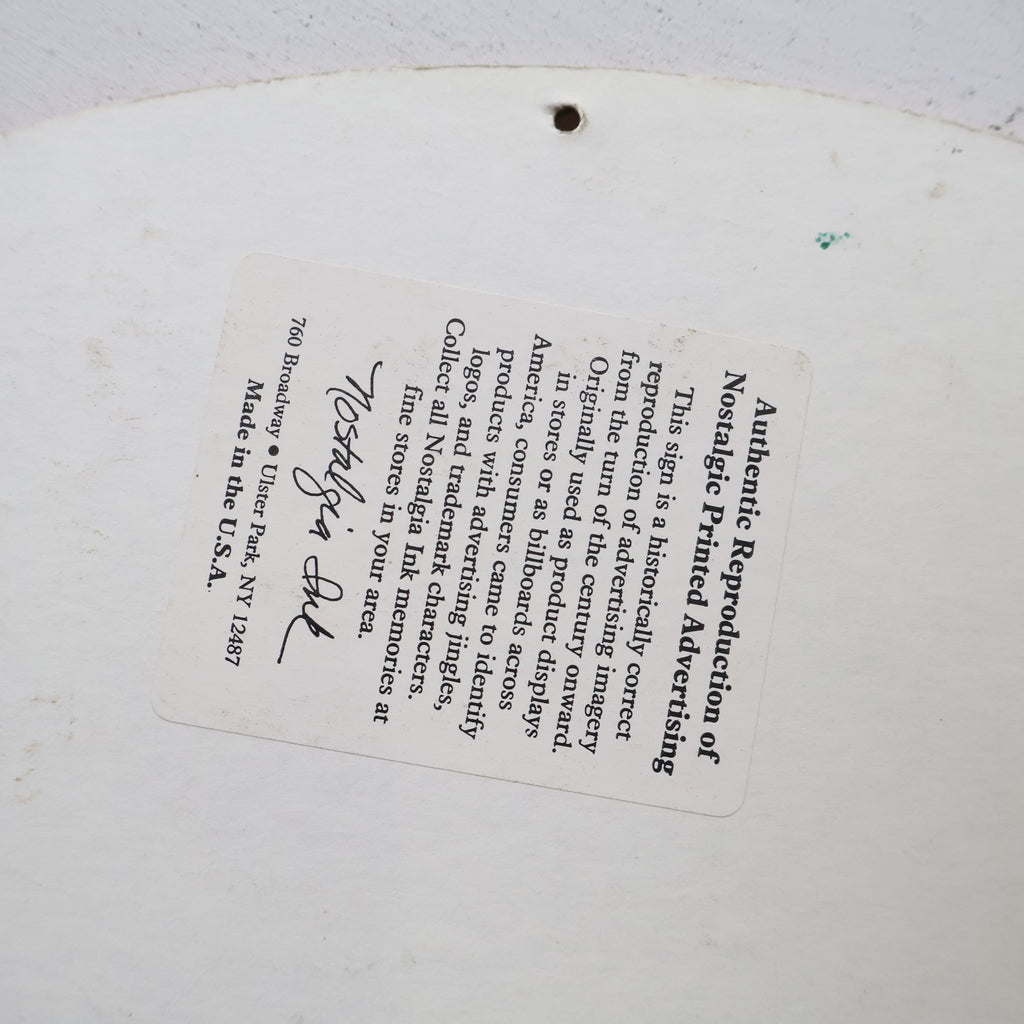 Authentic Reproduction of
Nostalgic Printed Advertising
This sign is a historically correct
reproduction of advertising imagery
from the turn of the century onward.
Originally used as product displays
in stores or as billboards across
America, consumers came to identify
products with advertising jingles,
logos, and trademark characters.
Collect all Nostalgia Ink memories at
fine stores in your area.
Nostalgia Ink
760 Broadway ● Ulster Park, NY 12487
Made in the U.S.A.